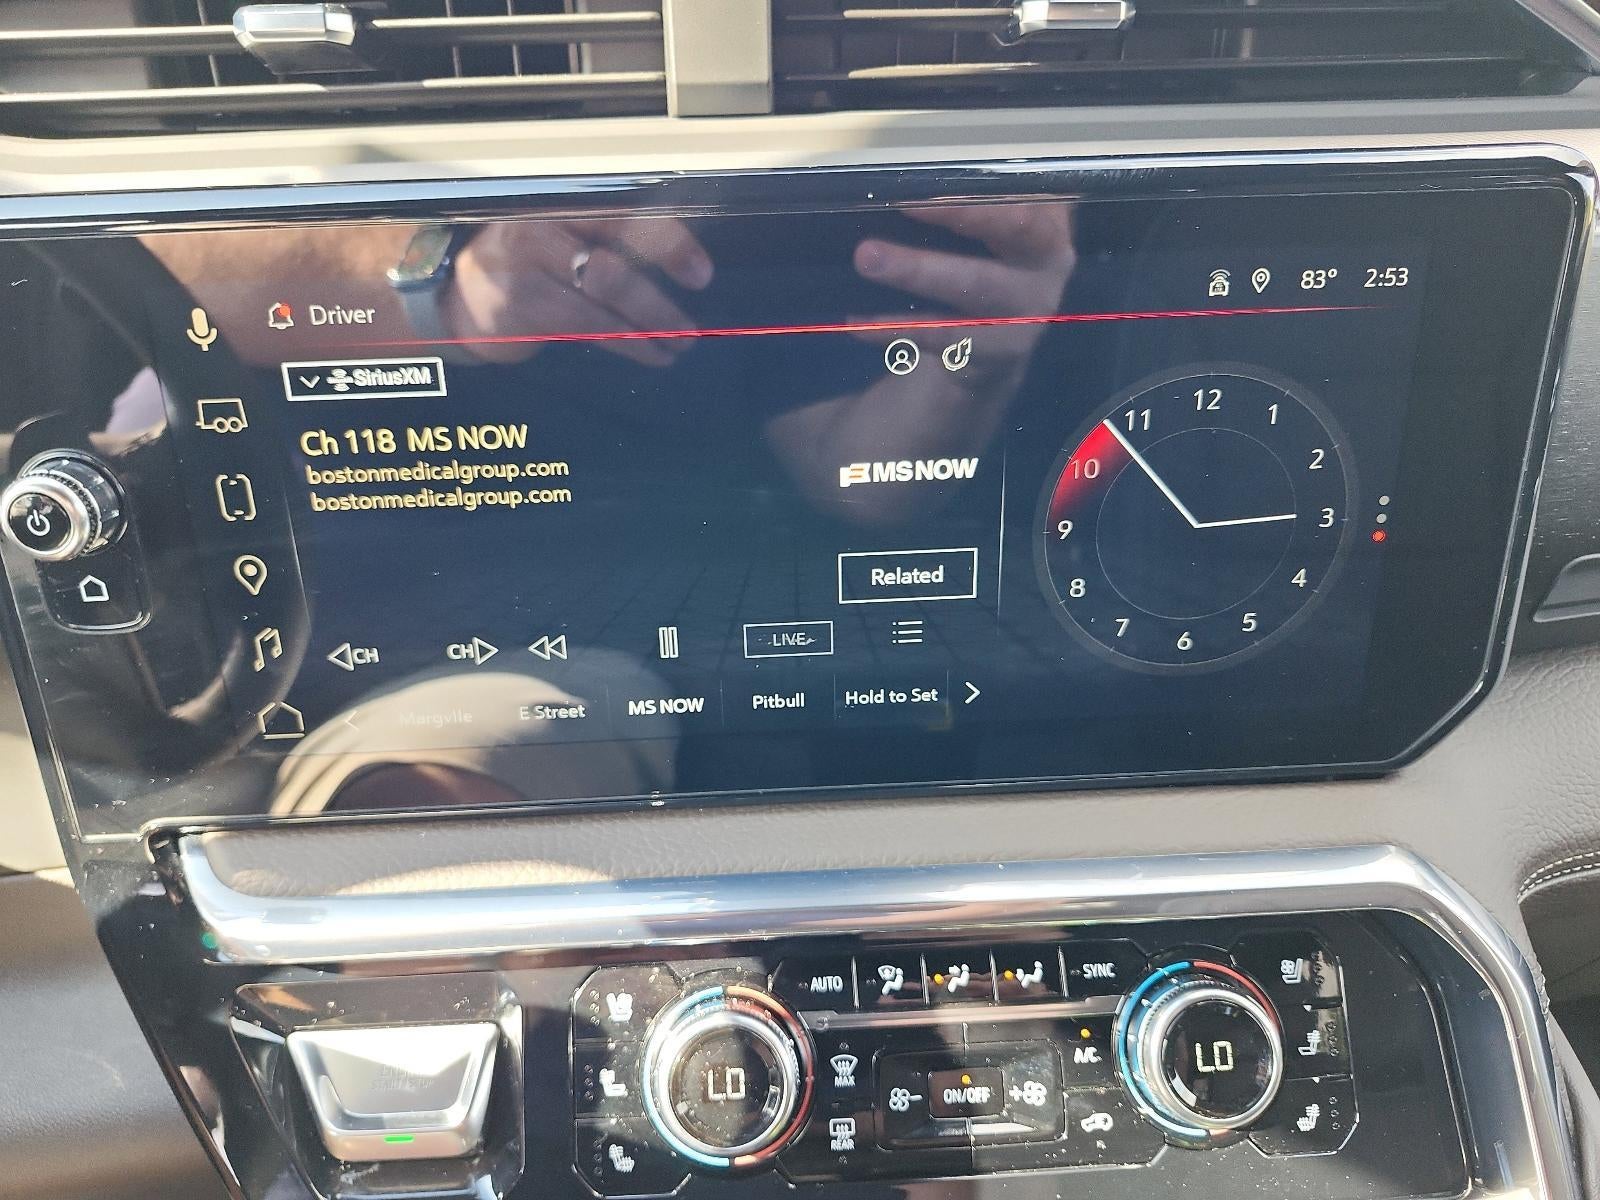 Driver
83° 2:53
SiriusXM
Ch 118 MS NOW
bostonmedicalgroup.com
bostonmedicalgroup.com
MS NOW
Related
CH CH LIVE
Margvlle E Street MS NOW Pitbull Hold to Set
12
11 1
10 2
9 3
8 4
7 5
6
AUTO SYNC
LO
MAX
REAR
ON/OFF
A/C
LO